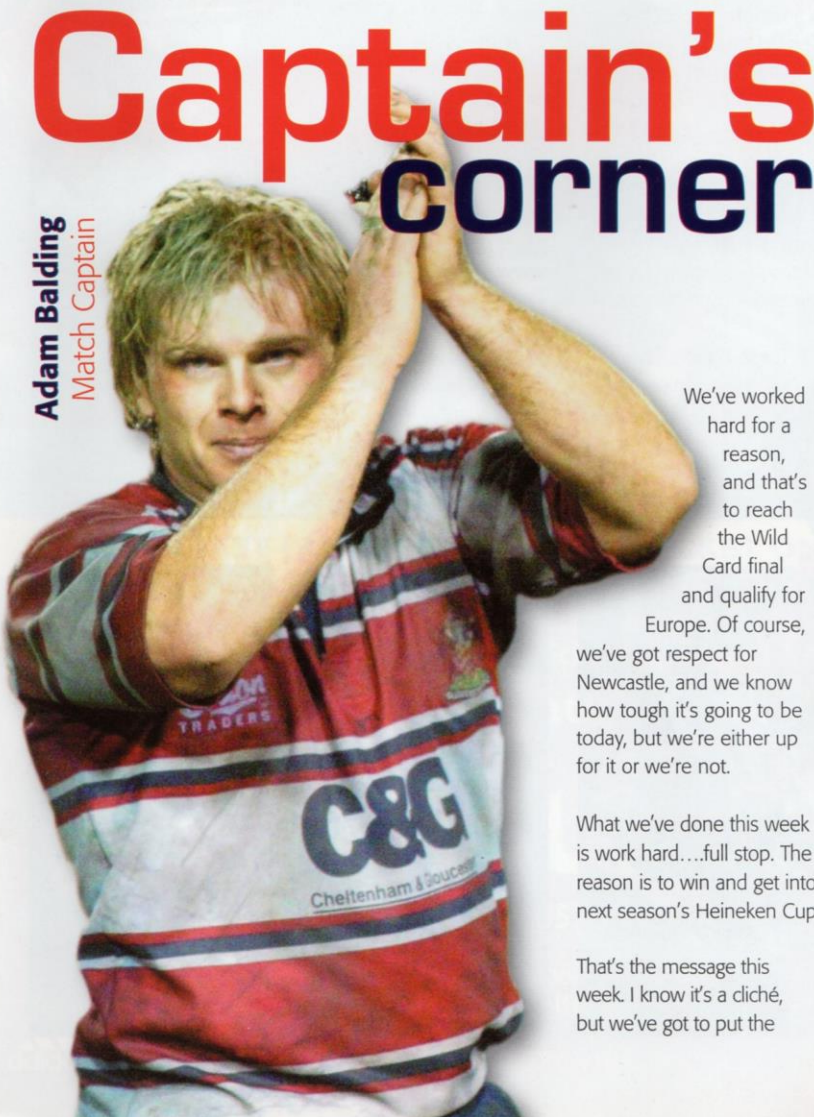 Captain's
corner
Adam Balding
Match Captain
We've worked
hard for a
reason,
and that's
to reach
the Wild
Card final
and qualify for
Europe. Of course,
we've got respect for
Newcastle, and we know
how tough it's going to be
today, but we're either up
for it or we're not.
What we've done this week
is work hard....full stop. The
reason is to win and get into
next season's Heineken Cup
That's the message this
week. I know it's a cliché,
but we've got to put the
TRADERS
C&G
Cheltenham &